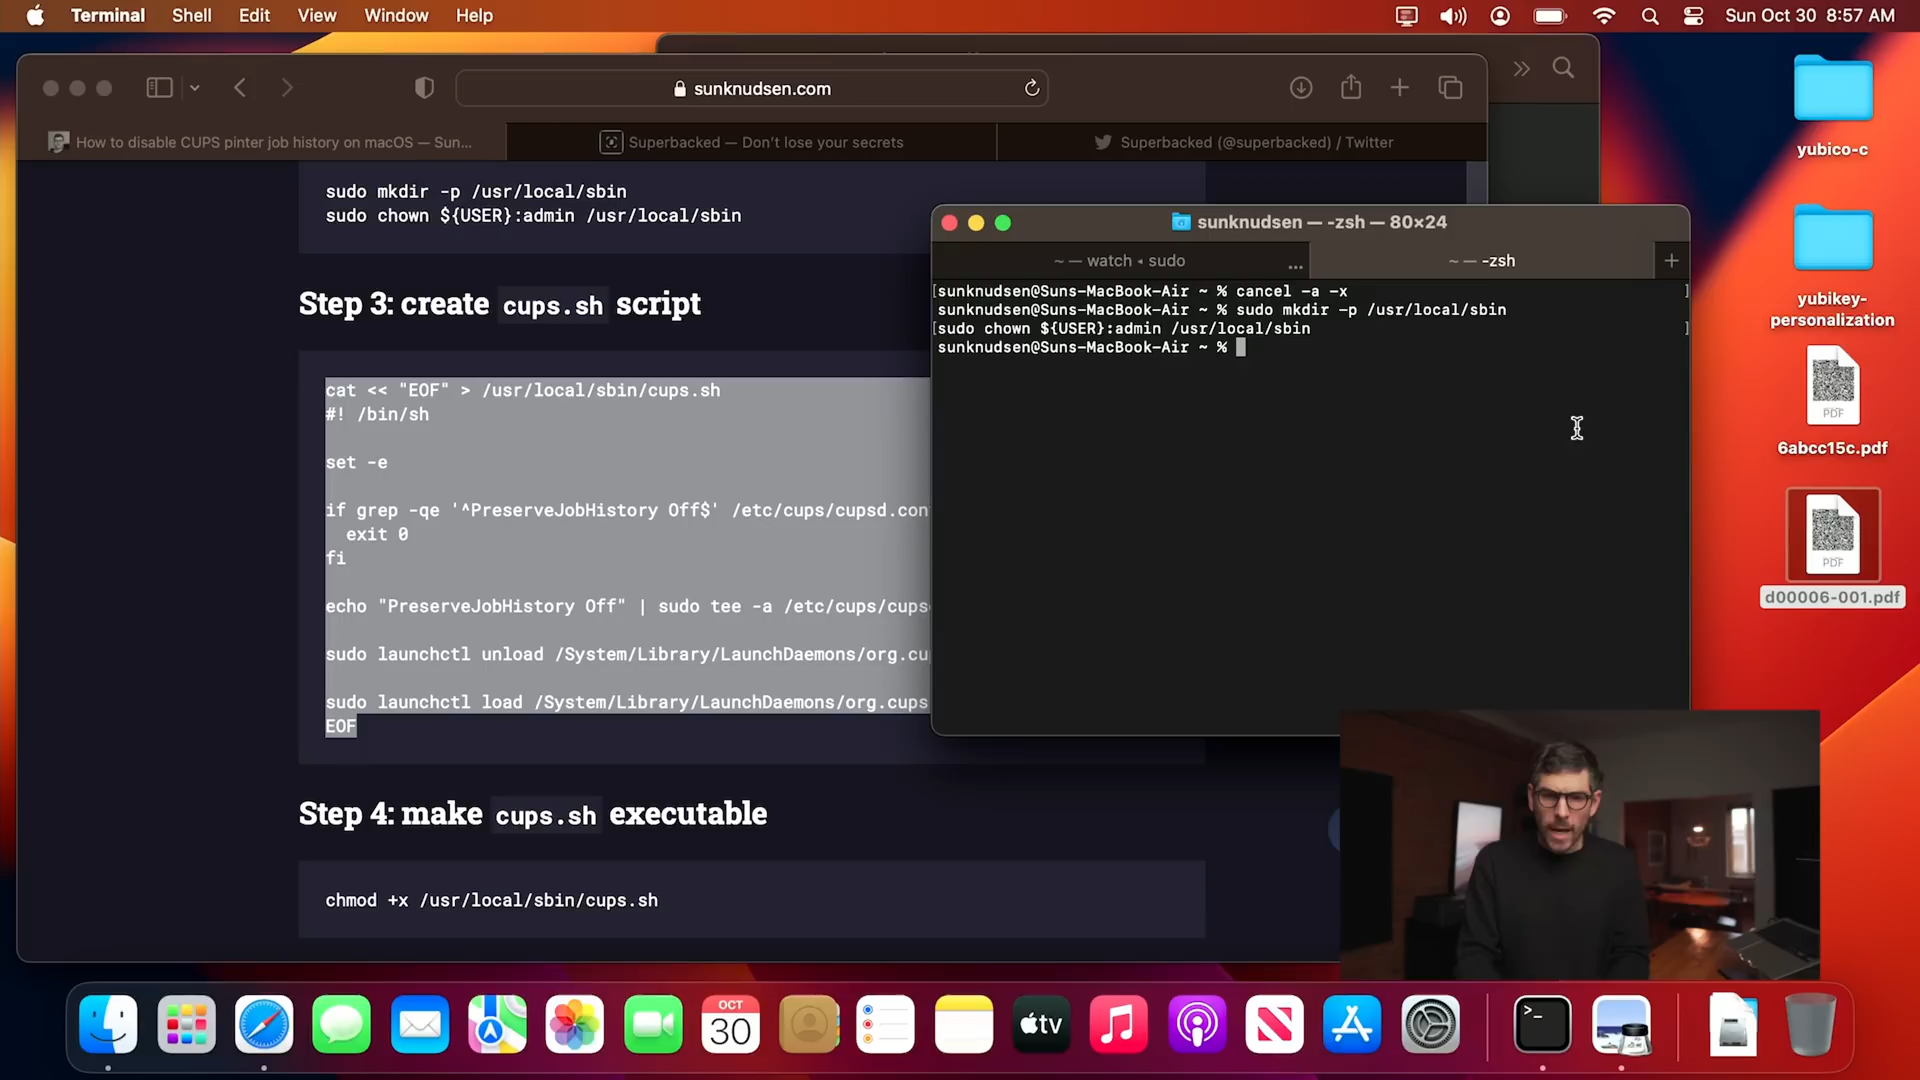 Terminal Shell Edit View Window Help
Sun Oct 30 8:57 AM
sunknudsen.com
How to disable CUPS pinter job history on macOS — Sun...
Superbacked — Don't lose your secrets
Superbacked (@superbacked) / Twitter
sudo mkdir -p /usr/local/sbin
sudo chown ${USER}:admin /usr/local/sbin
Step 3: create cups.sh script
cat << "EOF" > /usr/local/sbin/cups.sh
#! /bin/sh
set -e
if grep -qe '^PreserveJobHistory Off$' /etc/cups/cupsd.con
exit 0
fi
echo "PreserveJobHistory Off" | sudo tee -a /etc/cups/cups
sudo launchctl unload /System/Library/LaunchDaemons/org.cu
sudo launchctl load /System/Library/LaunchDaemons/org.cups
EOF
Step 4: make cups.sh executable
chmod +x /usr/local/sbin/cups.sh
sunknudsen — -zsh — 80×24
~ — watch ◂ sudo ...
~ — -zsh
[sunknudsen@Suns-MacBook-Air ~ % cancel -a -x ]
sunknudsen@Suns-MacBook-Air ~ % sudo mkdir -p /usr/local/sbin
[sudo chown ${USER}:admin /usr/local/sbin ]
sunknudsen@Suns-MacBook-Air ~ %
yubico-c
yubikey-
personalization
PDF
6abcc15c.pdf
PDF
d00006-001.pdf
OCT
30
tv
>_